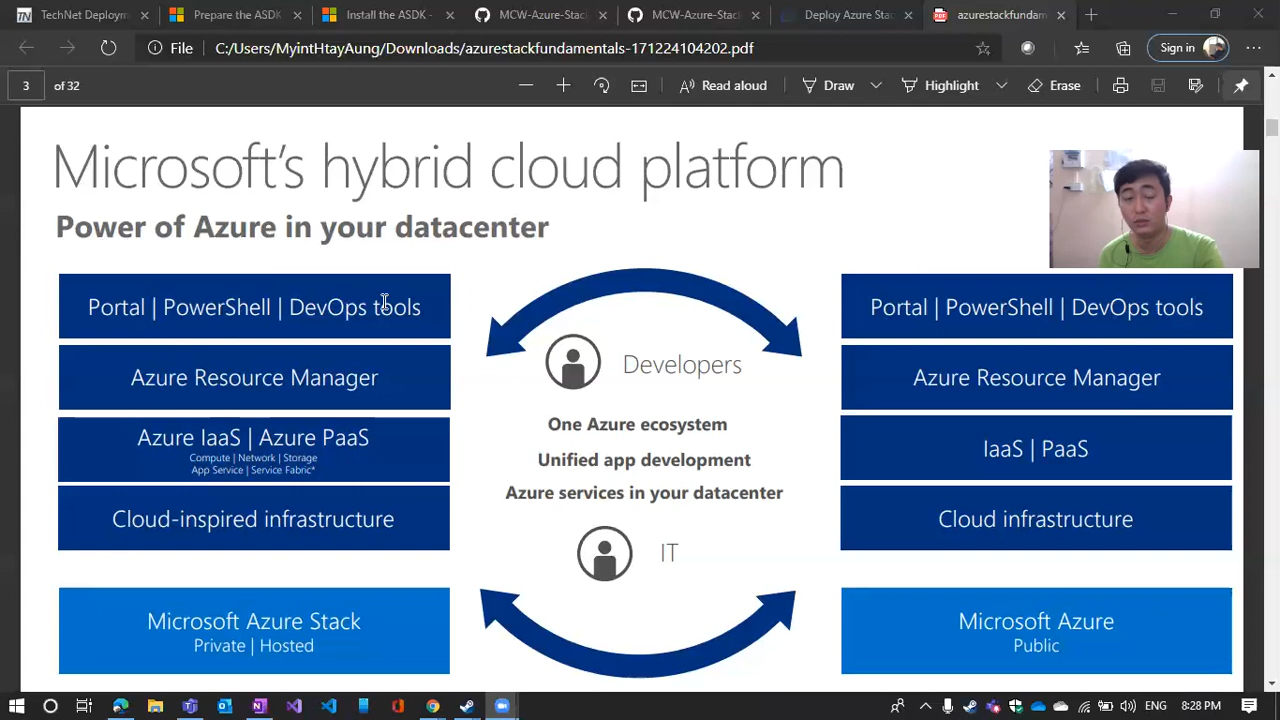 TechNet Deploym
Prepare the ASDK
Install the ASDK -
MCW-Azure-Stack
MCW-Azure-Stack
Deploy Azure Stac
azurestackfundam
File
C:/Users/MyintHtayAung/Downloads/azurestackfundamentals-171224104202.pdf
Sign in
3 of 32
Read aloud
Draw
Highlight
Erase
Microsoft's hybrid cloud platform
Power of Azure in your datacenter
Portal | PowerShell | DevOps tools
Azure Resource Manager
Azure IaaS | Azure PaaS
Compute | Network | Storage
App Service | Service Fabric*
Cloud-inspired infrastructure
Microsoft Azure Stack
Private | Hosted
Developers
One Azure ecosystem
Unified app development
Azure services in your datacenter
IT
Portal | PowerShell | DevOps tools
Azure Resource Manager
IaaS | PaaS
Cloud infrastructure
Microsoft Azure
Public
ENG
8:28 PM